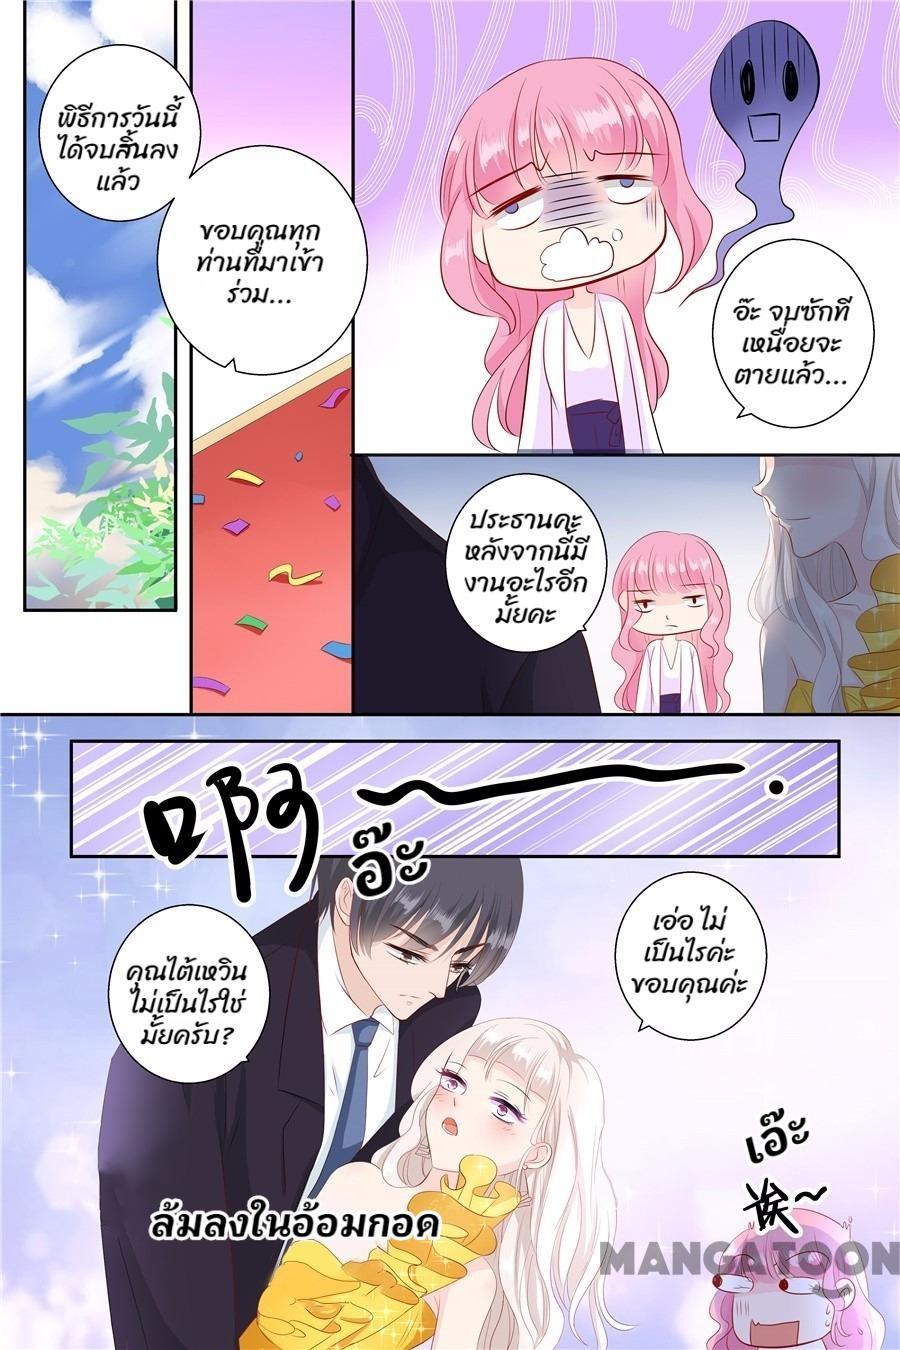 พิธีการวันนี้
ได้จบสิ้นลง
แล้ว
ขอบคุณทุก
ท่านที่มาเข้า
ร่วม...
อ๊ะ จบซักที
เหนื่อยจะ
ตายแล้ว...
ประธานคะ
หลังจากนี้มี
งานอะไรอีก
มั้ยคะ
啊~
อ๊ะ
คุณไต้เหวิน
ไม่เป็นไรใช่
มั้ยครับ?
เอ่อ ไม่
เป็นไรค่ะ
ขอบคุณค่ะ
ล้มลงในอ้อมกอด
เอ๊ะ
诶~
MANGATOON